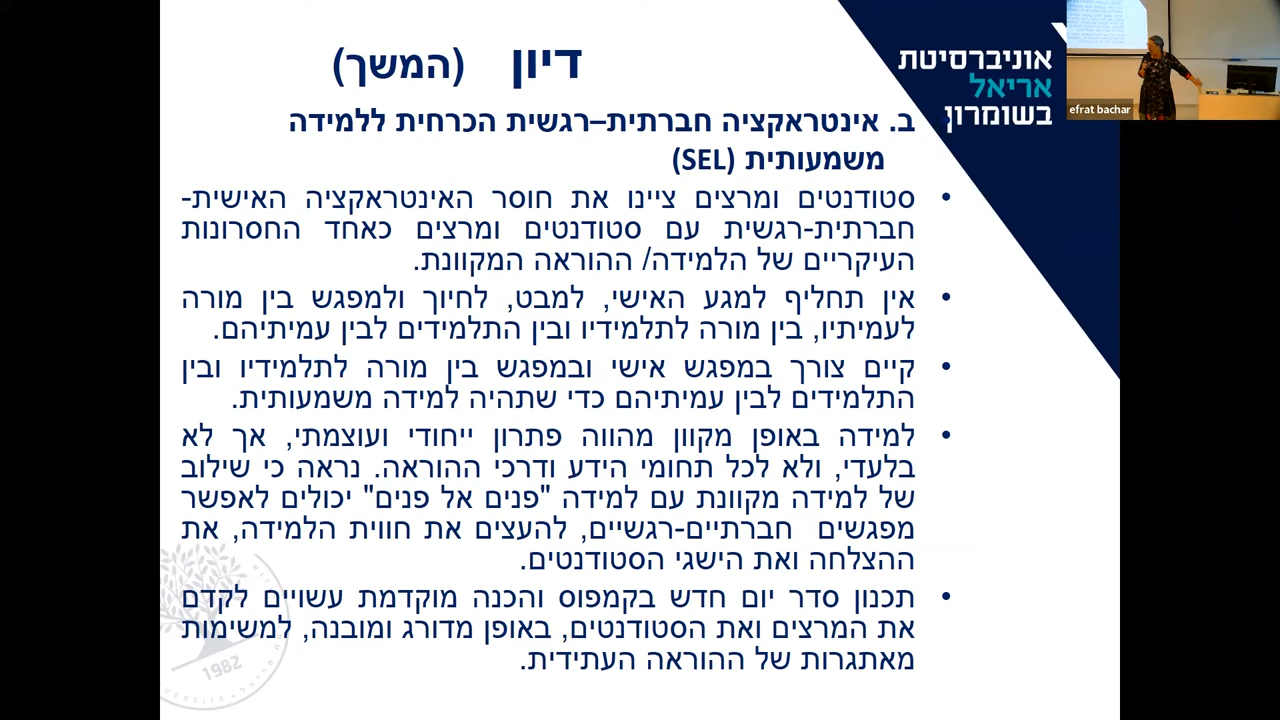 דיון (המשך)
אוניברסיטת
אריאל
בשומרון
efrat bachar
ב. אינטראקציה חברתית–רגשית הכרחית ללמידה
משמעותית (SEL)
• סטודנטים ומרצים ציינו את חוסר האינטראקציה האישית-
חברתית-רגשית עם סטודנטים ומרצים כאחד החסרונות
העיקריים של הלמידה/ ההוראה המקוונת.
• אין תחליף למגע האישי, למבט, לחיוך ולמפגש בין מורה
לעמיתיו, בין מורה לתלמידיו ובין התלמידים לבין עמיתיהם.
• קיים צורך במפגש אישי ובמפגש בין מורה לתלמידיו ובין
התלמידים לבין עמיתיהם כדי שתהיה למידה משמעותית.
• למידה באופן מקוון מהווה פתרון ייחודי ועוצמתי, אך לא
בלעדי, ולא לכל תחומי הידע ודרכי ההוראה. נראה כי שילוב
של למידה מקוונת עם למידה "פנים אל פנים" יכולים לאפשר
מפגשים חברתיים-רגשיים, להעצים את חווית הלמידה, את
ההצלחה ואת הישגי הסטודנטים.
• תכנון סדר יום חדש בקמפוס והכנה מוקדמת עשויים לקדם
את המרצים ואת הסטודנטים, באופן מדורג ומובנה, למשימות
מאתגרות של ההוראה העתידית.
1982